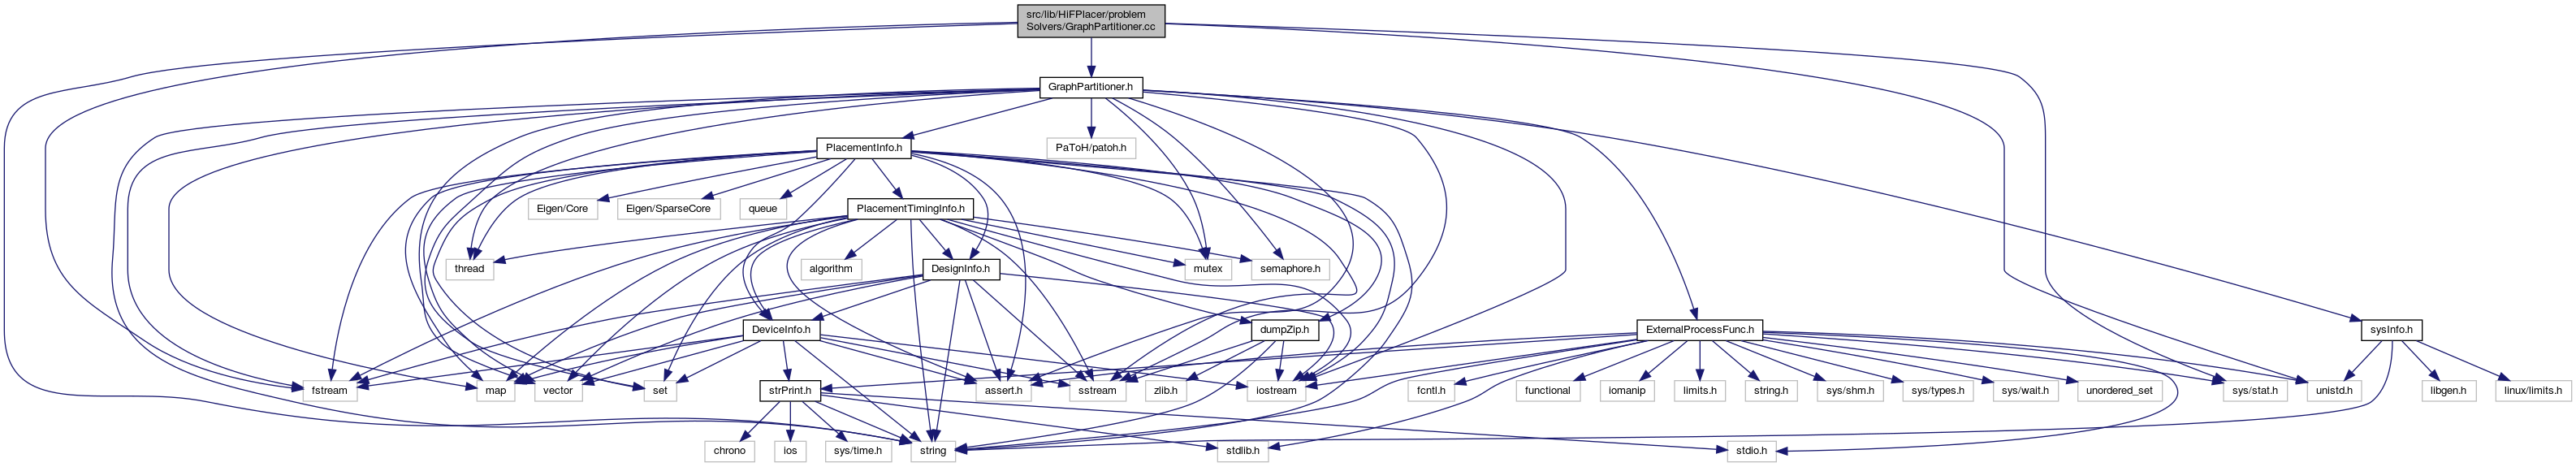 src/lib/HiFPlacer/problem
Solvers/GraphPartitioner.cc
GraphPartitioner.h
PlacementInfo.h
PaToH/patoh.h
Eigen/Core
Eigen/SparseCore
queue
PlacementTimingInfo.h
thread
algorithm
DesignInfo.h
mutex
semaphore.h
DeviceInfo.h
dumpZip.h
ExternalProcessFunc.h
sysInfo.h
fstream
map
vector
set
strPrint.h
assert.h
sstream
zlib.h
iostream
fcntl.h
functional
iomanip
limits.h
string.h
sys/shm.h
sys/types.h
sys/wait.h
unordered_set
sys/stat.h
unistd.h
libgen.h
linux/limits.h
chrono
ios
sys/time.h
string
stdlib.h
stdio.h